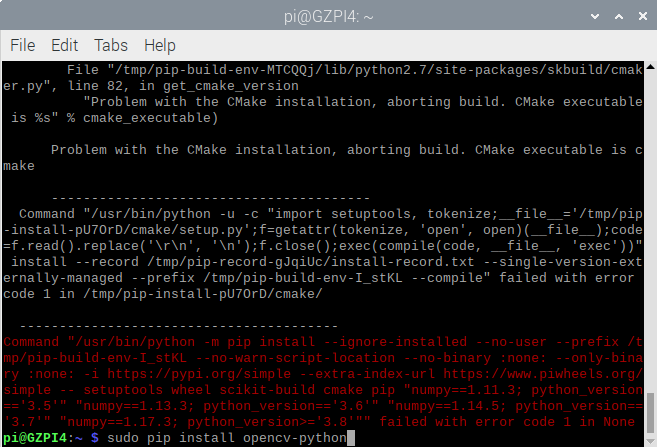 pi@GZPI4: ~
File Edit Tabs Help
File "/tmp/pip-build-env-MTCQQj/lib/python2.7/site-packages/skbuild/cmak
er.py", line 82, in get_cmake_version
"Problem with the CMake installation, aborting build. CMake executable
is %s" % cmake_executable)
Problem with the CMake installation, aborting build. CMake executable is c
make
----------------------------------------
Command "/usr/bin/python -u -c "import setuptools, tokenize;__file__='/tmp/pip
-install-pU7OrD/cmake/setup.py';f=getattr(tokenize, 'open', open)(__file__);code
=f.read().replace('\r\n', '\n');f.close();exec(compile(code, __file__, 'exec'))"
install --record /tmp/pip-record-gJqiUc/install-record.txt --single-version-ext
ernally-managed --prefix /tmp/pip-build-env-I_stKL --compile" failed with error
code 1 in /tmp/pip-install-pU7OrD/cmake/
----------------------------------------
Command "/usr/bin/python -m pip install --ignore-installed --no-user --prefix /t
mp/pip-build-env-I_stKL --no-warn-script-location --no-binary :none: --only-bina
ry :none: -i https://pypi.org/simple --extra-index-url https://www.piwheels.org/
simple -- setuptools wheel scikit-build cmake pip "numpy==1.11.3; python_version
=='3.5'" "numpy==1.13.3; python_version=='3.6'" "numpy==1.14.5; python_version==
'3.7'" "numpy==1.17.3; python_version>='3.8'"" failed with error code 1 in None
pi@GZPI4:~ $ sudo pip install opencv-python